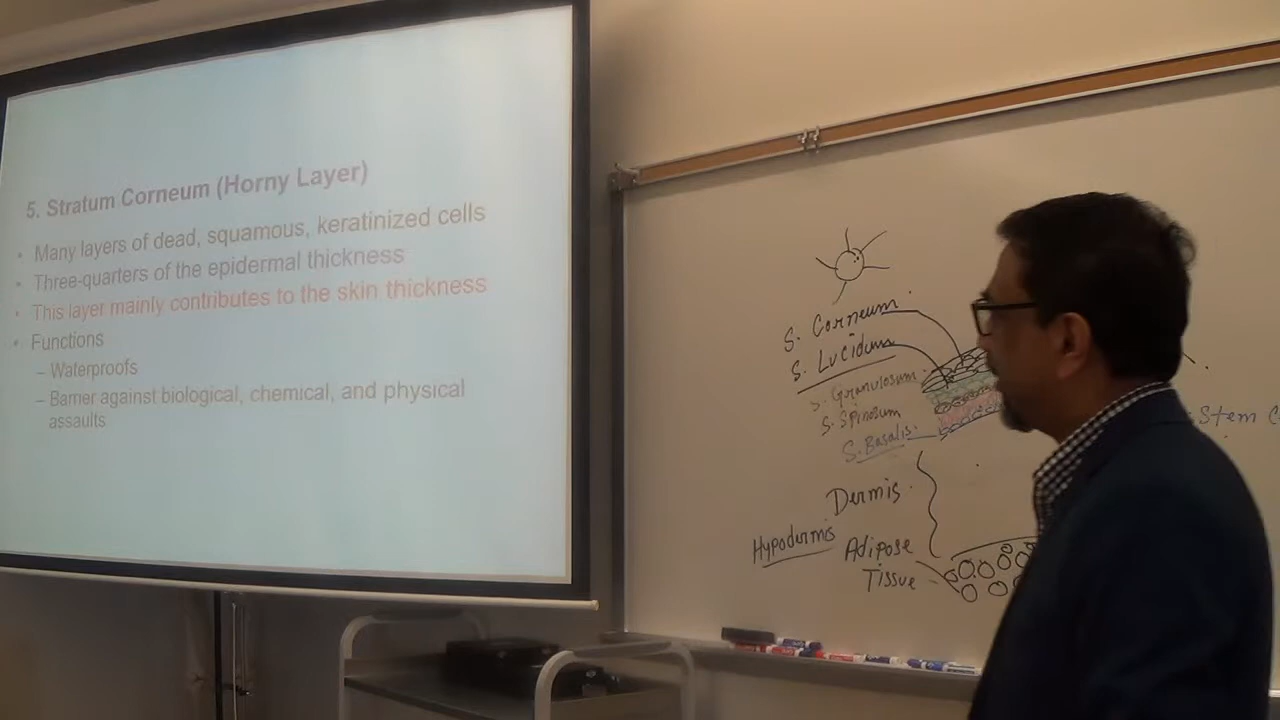 5. Stratum Corneum (Horny Layer)
• Many layers of dead, squamous, keratinized cells
• Three-quarters of the epidermal thickness
• This layer mainly contributes to the skin thickness
• Functions
– Waterproofs
– Barrier against biological, chemical, and physical
assaults
S. Corneum
S. Lucidum
S. Granulosum
S. Spinosum
S. Basalis
Stem C
Dermis
Hypodermis
Adipose
Tissue